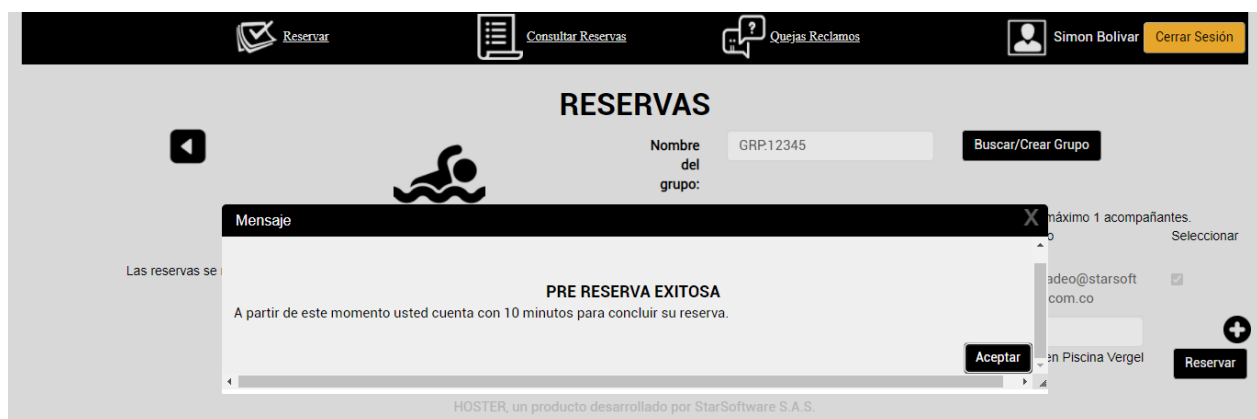 Reservar
Consultar Reservas
Quejas Reclamos
Simon Bolivar
Cerrar Sesión
RESERVAS
Nombre
del
grupo:
GRP.12345
Buscar/Crear Grupo
Mensaje
X
máximo 1 acompañantes.
Seleccionar
Las reservas se
adeo@starsoft
.com.co
PRE RESERVA EXITOSA
A partir de este momento usted cuenta con 10 minutos para concluir su reserva.
Aceptar
en Piscina Vergel
Reservar
HOSTER, un producto desarrollado por StarSoftware S.A.S.